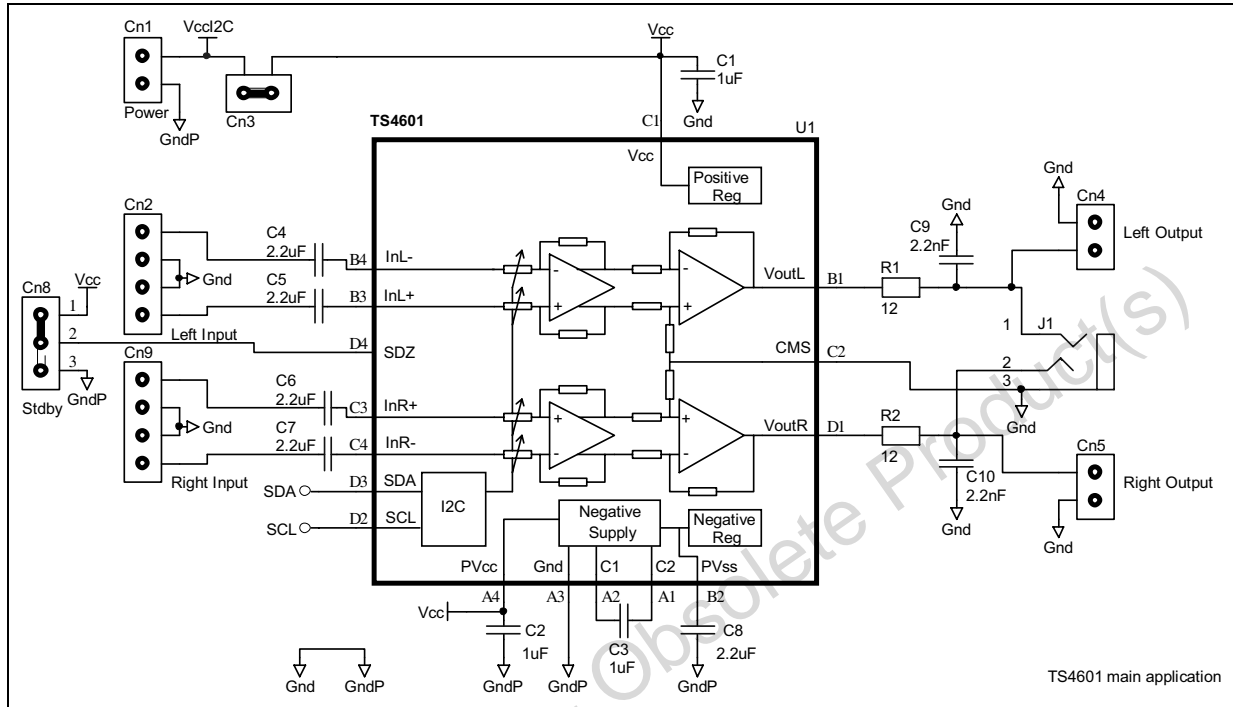 Cn1
VccI2C
Vcc
C1
1uF
Gnd
Power
GndP
Cn3
TS4601
C1
U1
Vcc
Positive
Reg
Cn2
C4
2.2uF
B4
InL-
Gnd
C5
2.2uF
B3
InL+
Left Input
Cn8
Vcc
1
2
3
GndP
Stdby
D4
SDZ
Cn9
C6
2.2uF
C3
InR+
Gnd
C7
2.2uF
C4
InR-
Right Input
SDA
D3
SDA
SCL
D2
SCL
I2C
Negative
Supply
Negative
Reg
VoutL
B1
R1
12
C9
2.2nF
Gnd
Gnd
Cn4
Left Output
CMS
C2
1
2
3
J1
Gnd
VoutR
D1
R2
12
C10
2.2nF
Gnd
Cn5
Right Output
Gnd
PVcc
Gnd
C1
C2
PVss
A4
A3
A2
A1
B2
Vcc
C2
1uF
GndP
GndP
C3
1uF
C8
2.2uF
GndP
Gnd
GndP
TS4601 main application
Obsolete Product(s)